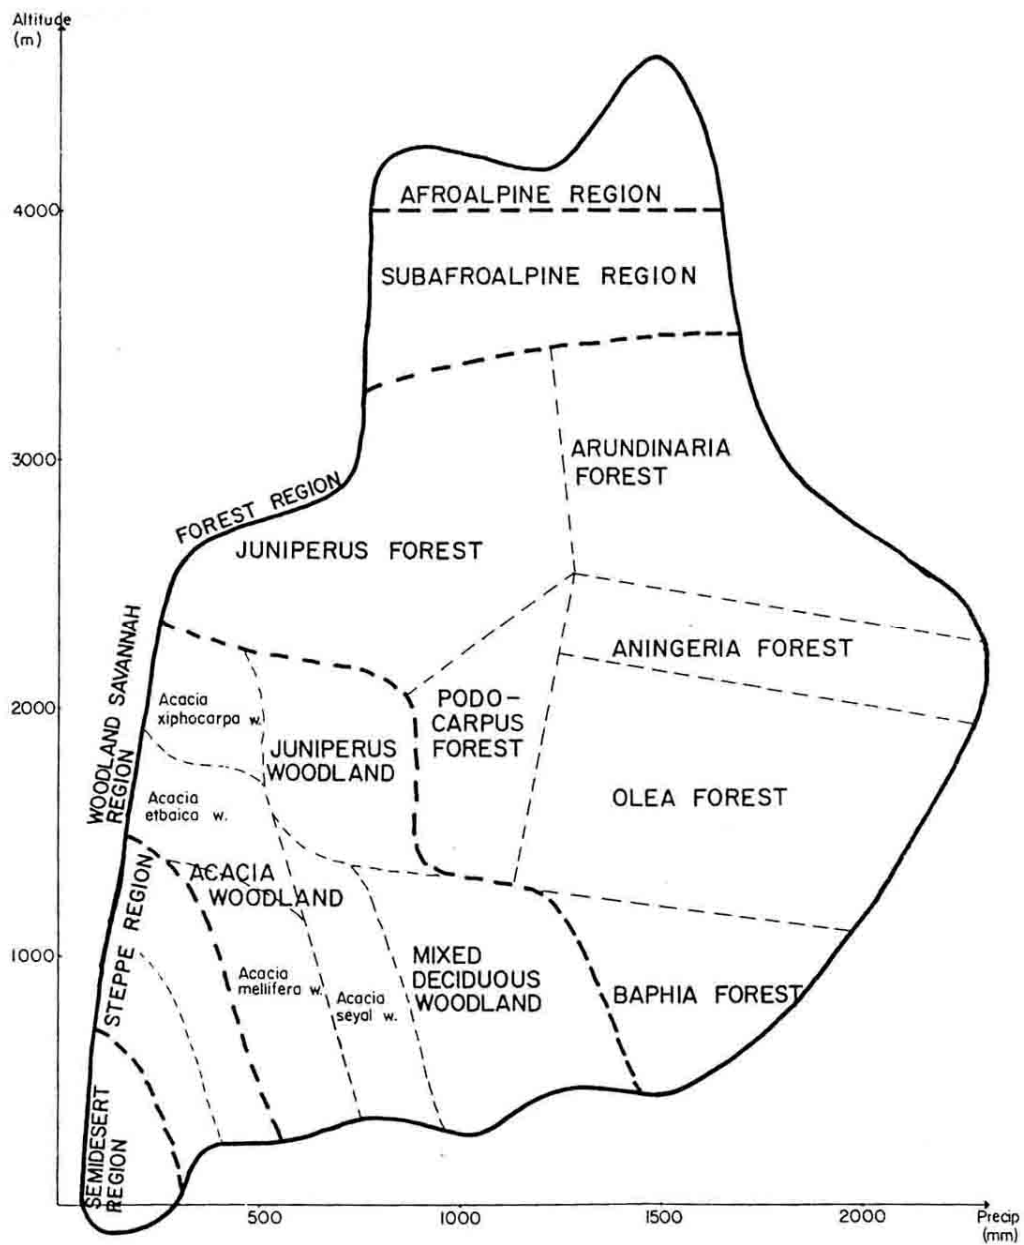 Altitude
(m)
AFROALPINE REGION
4000
SUBAFROALPINE REGION
ARUNDINARIA
FOREST
3000
FOREST REGION
JUNIPERUS FOREST
ANINGERIA FOREST
WOODLAND SAVANNAH
REGION
2000
Acacia
xiphocarpa w.
PODO-
CARPUS
FOREST
JUNIPERUS
WOODLAND
Acacia
etbaica w.
OLEA FOREST
ACACIA
WOODLAND
STEPPE REGION
1000
Acacia
mellifera w.
Acacia
seyal w.
MIXED
DECIDUOUS
WOODLAND
BAPHIA FOREST
SEMIDESERT
REGION
500
1000
1500
2000
Precip
(mm)